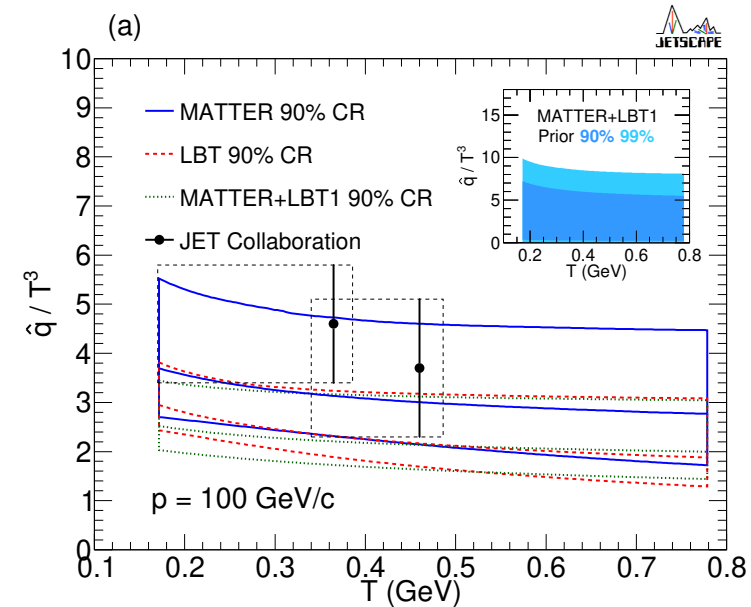 (a)
JETSCAPE
MATTER 90% CR
LBT 90% CR
MATTER+LBT1 90% CR
JET Collaboration
p = 100 GeV/c
q̂ / T³
10
9
8
7
6
5
4
3
2
1
0
0.1 0.2 0.3 0.4 0.5 0.6 0.7 0.8
T (GeV)
MATTER+LBT1
Prior 90% 99%
q̂ / T³
15
10
5
0
0.2 0.4 0.6 0.8
T (GeV)